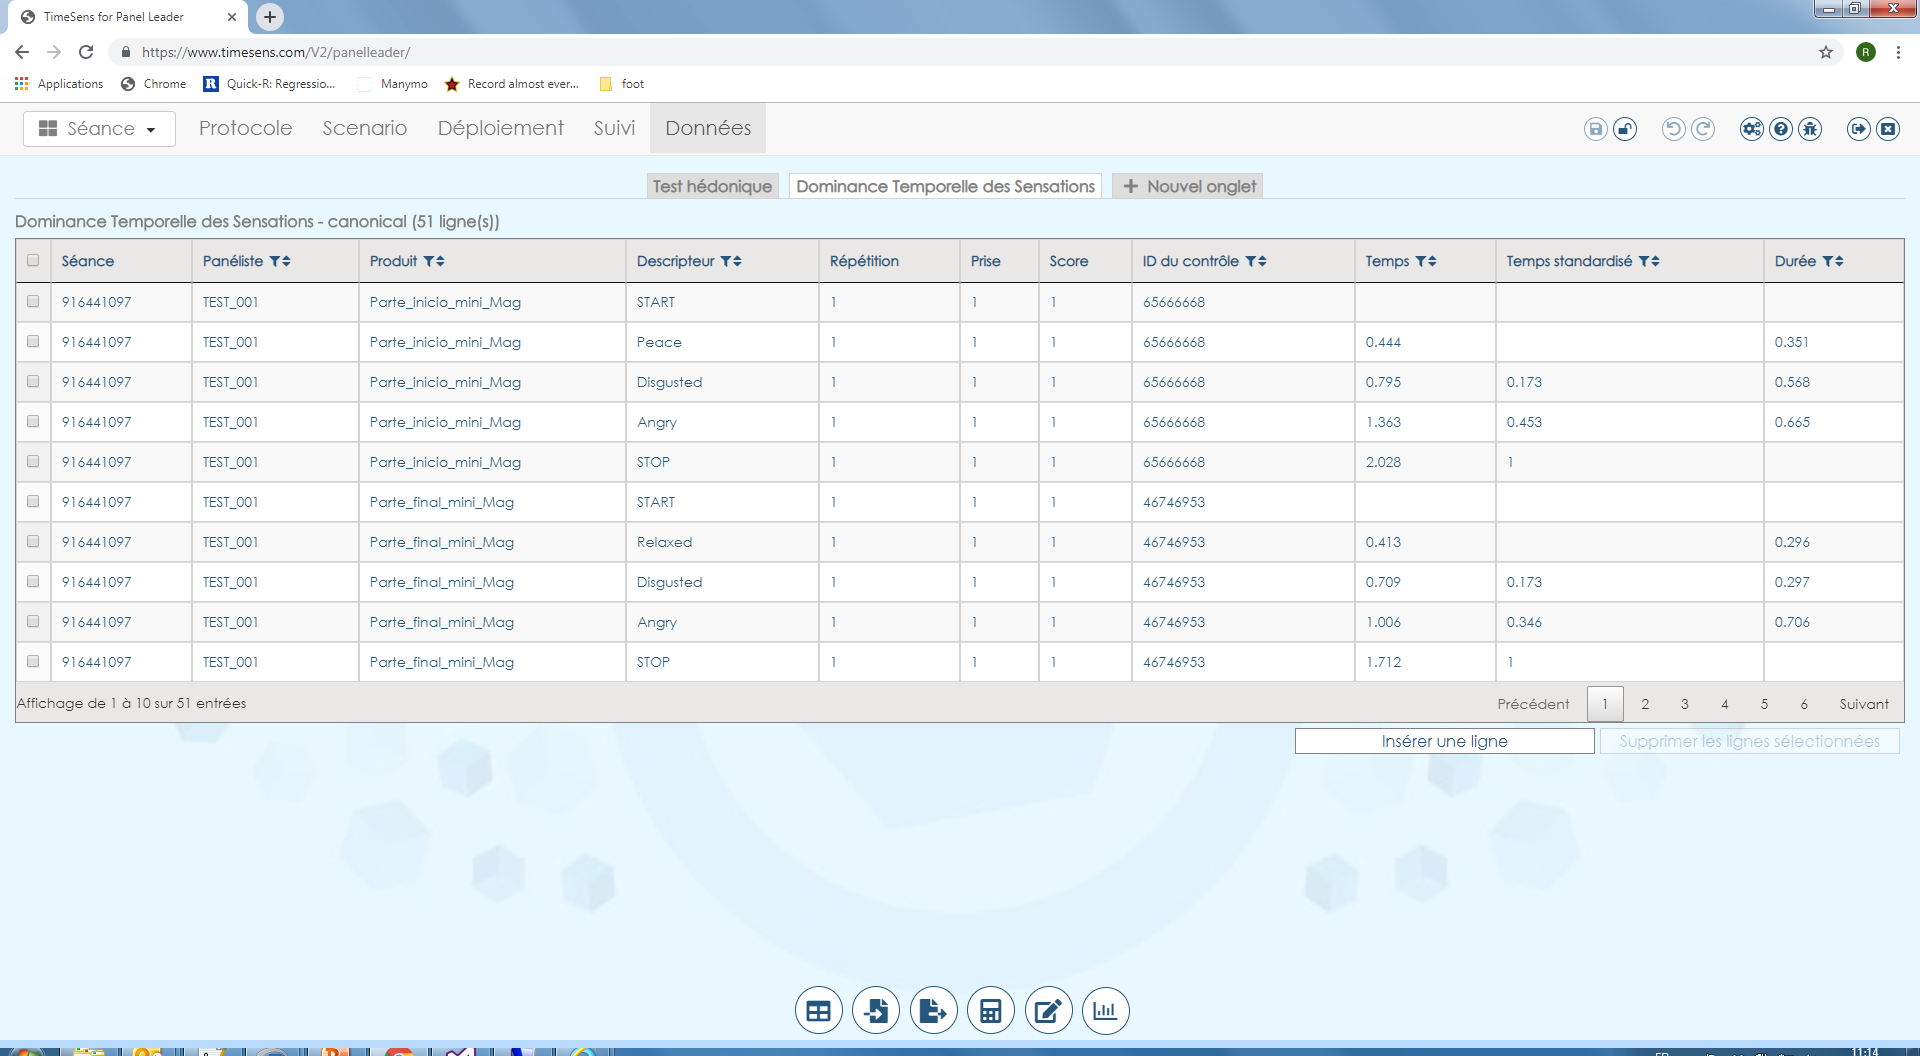 TimeSens for Panel Leader
https://www.timesens.com/V2/panelleader/
R
Applications Chrome R Quick-R: Regressio... Manymo Record almost ever... foot
Séance Protocole Scenario Déploiement Suivi Données
Test hédonique Dominance Temporelle des Sensations + Nouvel onglet
Dominance Temporelle des Sensations - canonical (51 ligne(s))
Séance Panéliste Produit Descripteur Répétition Prise Score ID du contrôle Temps Temps standardisé Durée
916441097 TEST_001 Parte_inicio_mini_Mag START 1 1 1 65666668
916441097 TEST_001 Parte_inicio_mini_Mag Peace 1 1 1 65666668 0.444 0.351
916441097 TEST_001 Parte_inicio_mini_Mag Disgusted 1 1 1 65666668 0.795 0.173 0.568
916441097 TEST_001 Parte_inicio_mini_Mag Angry 1 1 1 65666668 1.363 0.453 0.665
916441097 TEST_001 Parte_inicio_mini_Mag STOP 1 1 1 65666668 2.028 1
916441097 TEST_001 Parte_final_mini_Mag START 1 1 1 46746953
916441097 TEST_001 Parte_final_mini_Mag Relaxed 1 1 1 46746953 0.413 0.296
916441097 TEST_001 Parte_final_mini_Mag Disgusted 1 1 1 46746953 0.709 0.173 0.297
916441097 TEST_001 Parte_final_mini_Mag Angry 1 1 1 46746953 1.006 0.346 0.706
916441097 TEST_001 Parte_final_mini_Mag STOP 1 1 1 46746953 1.712 1
Affichage de 1 à 10 sur 51 entrées Précédent 1 2 3 4 5 6 Suivant
Insérer une ligne Supprimer les lignes sélectionnées
11:14